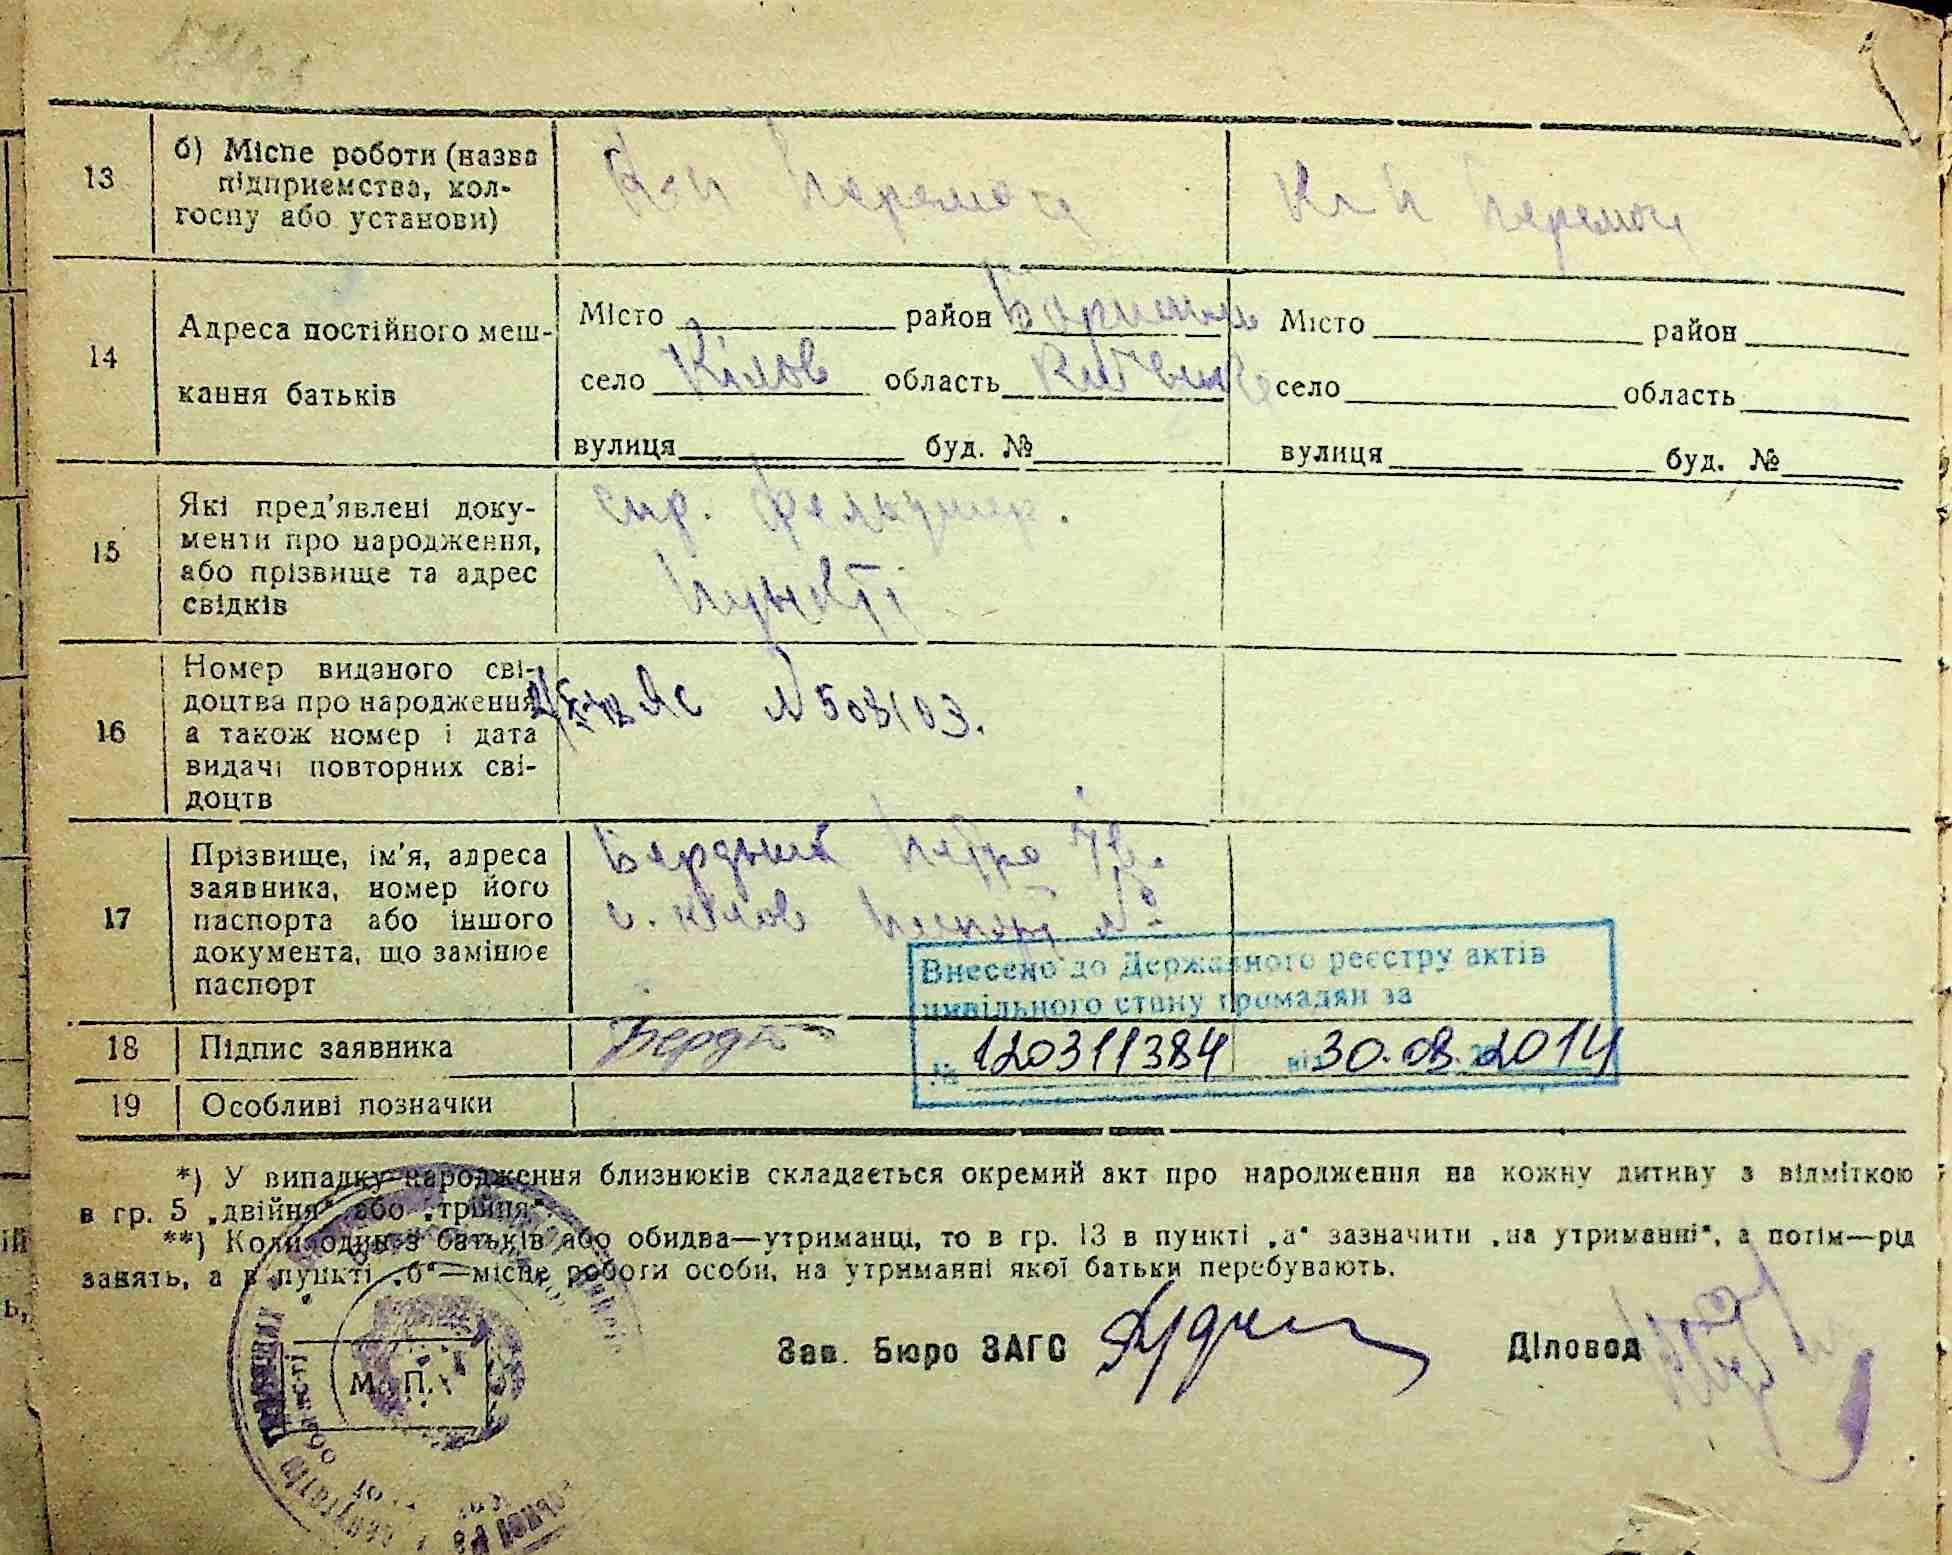 13
б) Місце роботи (назва
підприємства, кол-
госпу або установи)
14
Адреса постійного меш-
кання батьків
Місто район
село Кілов область
вулиця буд. №
Місто район
село область
вулиця буд. №
15
Які пред'явлені доку-
менти про народження,
або прізвище та адрес
свідків
16
Номер виданого сві-
доцтва про народження
а також номер і дата
видачі повторних сві-
доцтв
№ 508103.
17
Прізвище, ім'я, адреса
заявника, номер його
паспорта або іншого
документа, що замінює
паспорт
Петро
с. Кілов Паспорт №
Внесено до Державного реєстру актів
цивільного стану громадян за
№ 120311384 від 30.08.2014
18
Підпис заявника
19
Особливі позначки
*) У випадку народження близнюків складається окремий акт про народження на кожну дитину з відміткою
в гр. 5 „двійня“ або „трійня“.
**) Коли один з батьків або обидва—утриманці, то в гр. 13 в пункті „а“ зазначити „на утриманні“, а потім—рід
занять, а в пункті „б“—місце роботи особи, на утриманні якої батьки перебувають.
Зав. Бюро ЗАГС
Діловод
М. П.